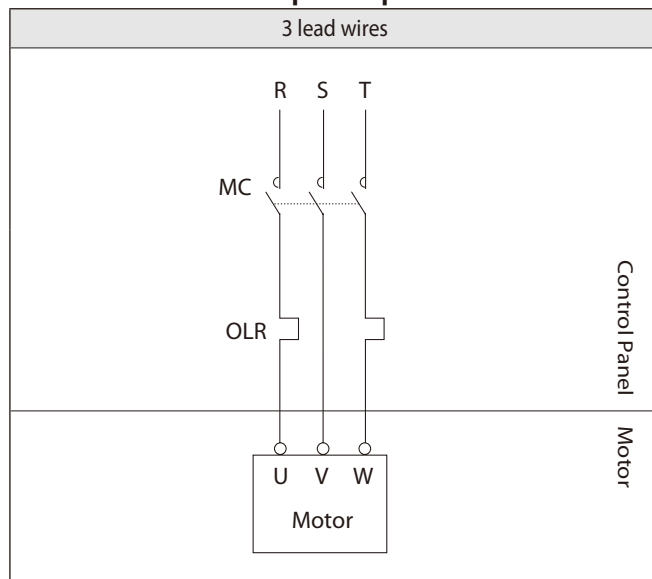 3 lead wires
R S T
MC
OLR
Control Panel
Motor
U V W
Motor